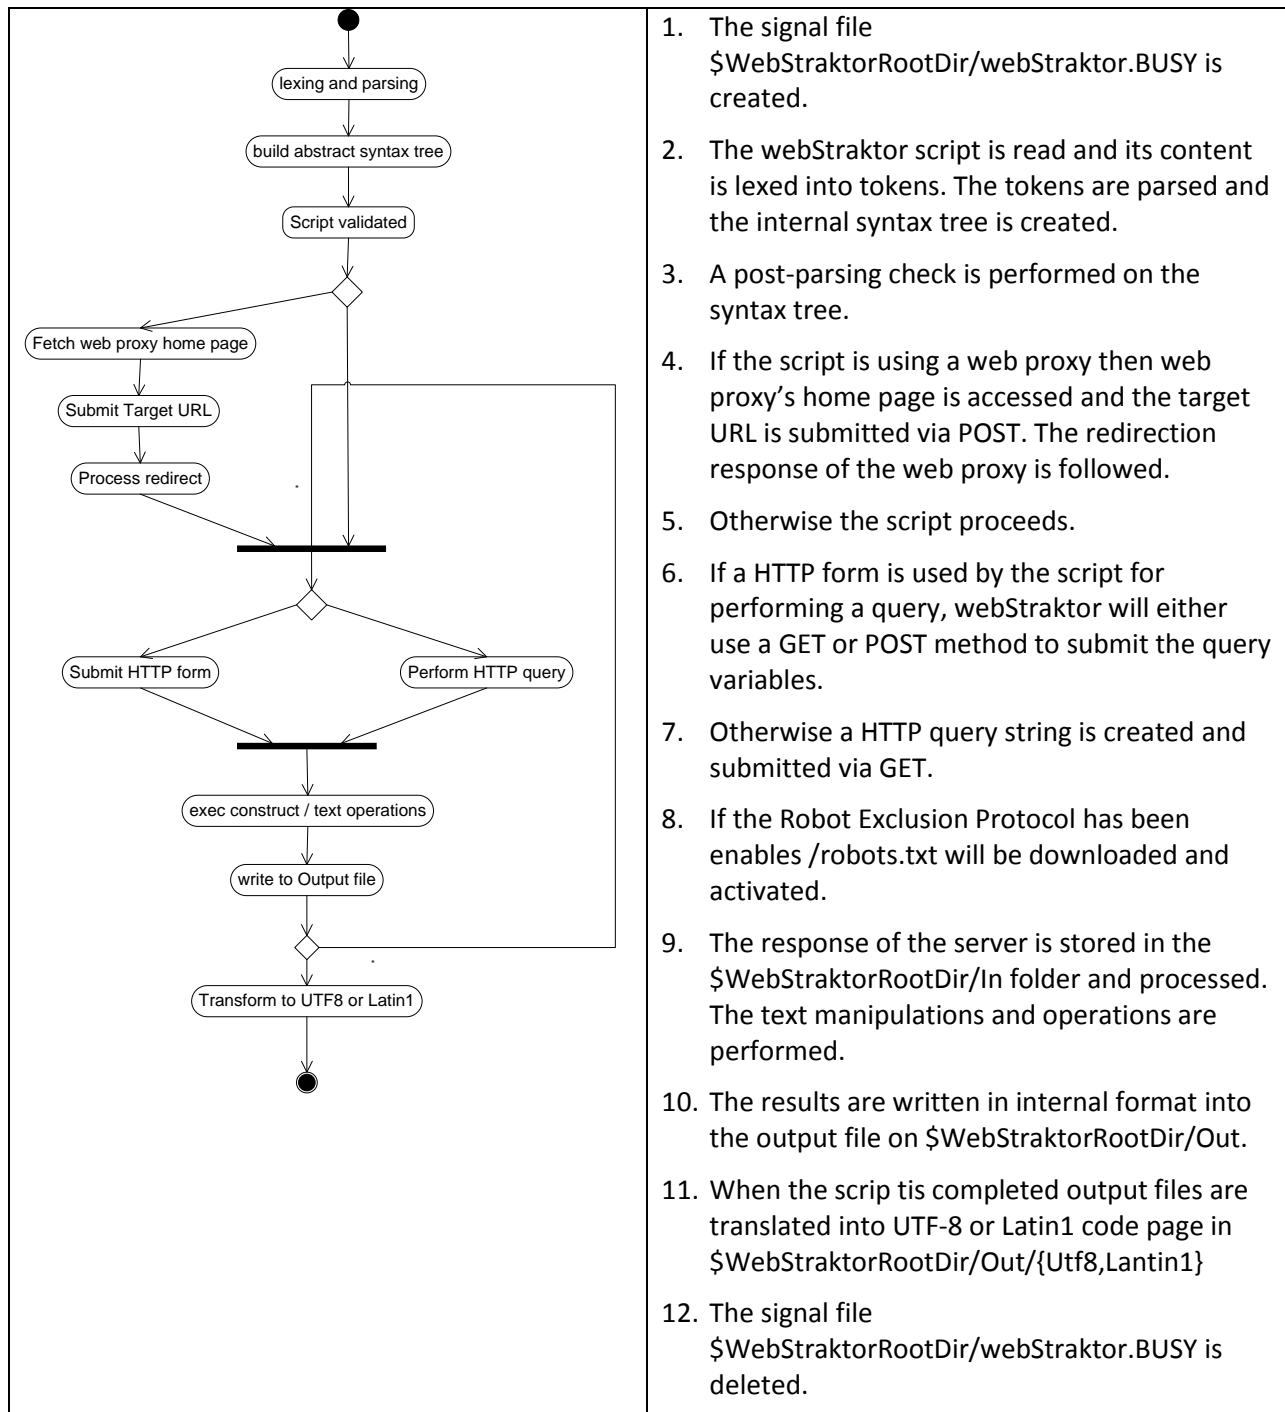 lexing and parsing
build abstract syntax tree
Script validated
Fetch web proxy home page
Submit Target URL
Process redirect
Submit HTTP form
Perform HTTP query
exec construct / text operations
write to Output file
Transform to UTF8 or Latin1
1. The signal file
$WebStraktorRootDir/webStraktor.BUSY is
created.
2. The webStraktor script is read and its content
is lexed into tokens. The tokens are parsed and
the internal syntax tree is created.
3. A post-parsing check is performed on the
syntax tree.
4. If the script is using a web proxy then web
proxy’s home page is accessed and the target
URL is submitted via POST. The redirection
response of the web proxy is followed.
5. Otherwise the script proceeds.
6. If a HTTP form is used by the script for
performing a query, webStraktor will either
use a GET or POST method to submit the query
variables.
7. Otherwise a HTTP query string is created and
submitted via GET.
8. If the Robot Exclusion Protocol has been
enables /robots.txt will be downloaded and
activated.
9. The response of the server is stored in the
$WebStraktorRootDir/In folder and processed.
The text manipulations and operations are
performed.
10. The results are written in internal format into
the output file on $WebStraktorRootDir/Out.
11. When the scrip tis completed output files are
translated into UTF-8 or Latin1 code page in
$WebStraktorRootDir/Out/{Utf8,Lantin1}
12. The signal file
$WebStraktorRootDir/webStraktor.BUSY is
deleted.